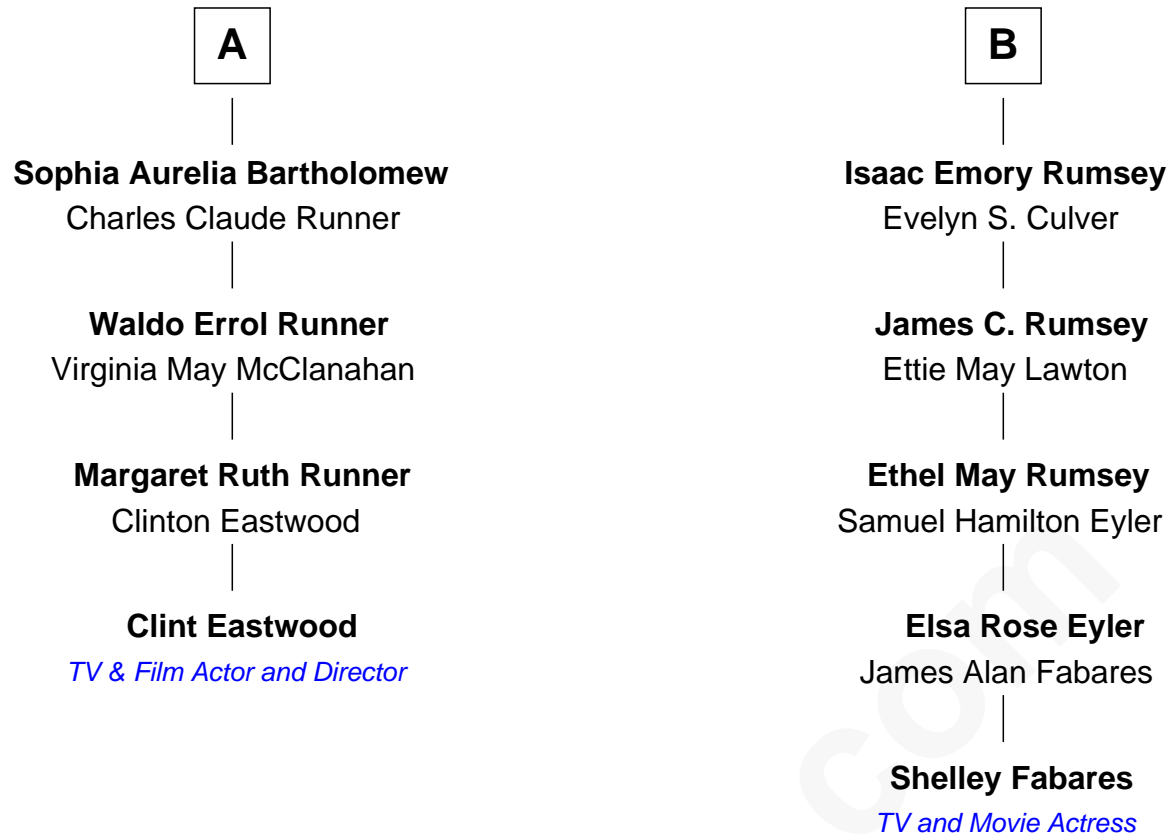 A
Sophia Aurelia Bartholomew
Charles Claude Runner
Waldo Errol Runner
Virginia May McClanahan
Margaret Ruth Runner
Clinton Eastwood
Clint Eastwood
TV & Film Actor and Director
B
Isaac Emory Rumsey
Evelyn S. Culver
James C. Rumsey
Ettie May Lawton
Ethel May Rumsey
Samuel Hamilton Eyler
Elsa Rose Eyler
James Alan Fabares
Shelley Fabares
TV and Movie Actress
com